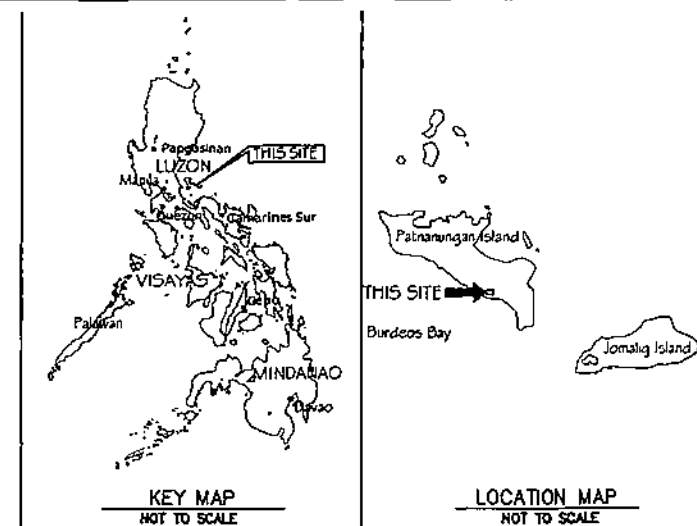 Pangasinan
LUZON
THIS SITE
Manila
Quezon
Camarines Sur
VISAYAS
Cebu
Palawan
MINDANAO
Davao
KEY MAP
NOT TO SCALE
Patnanungan Island
THIS SITE
Burdeos Bay
Jomalig Island
LOCATION MAP
NOT TO SCALE